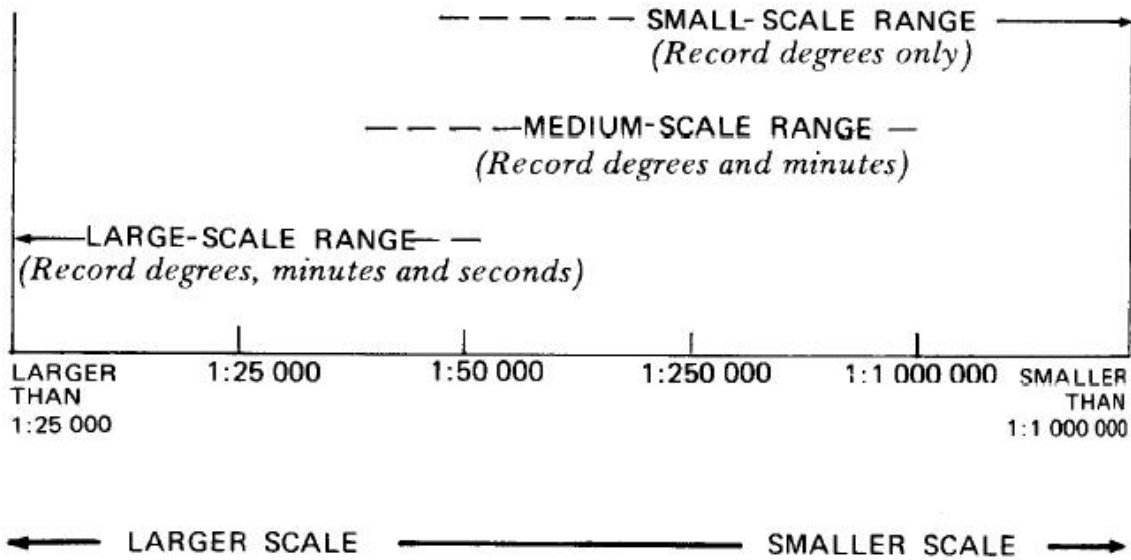 SMALL-SCALE RANGE
(Record degrees only)
MEDIUM-SCALE RANGE
(Record degrees and minutes)
LARGE-SCALE RANGE
(Record degrees, minutes and seconds)
LARGER THAN 1:25 000
1:25 000
1:50 000
1:250 000
1:1 000 000
SMALLER THAN 1:1 000 000
LARGER SCALE
SMALLER SCALE